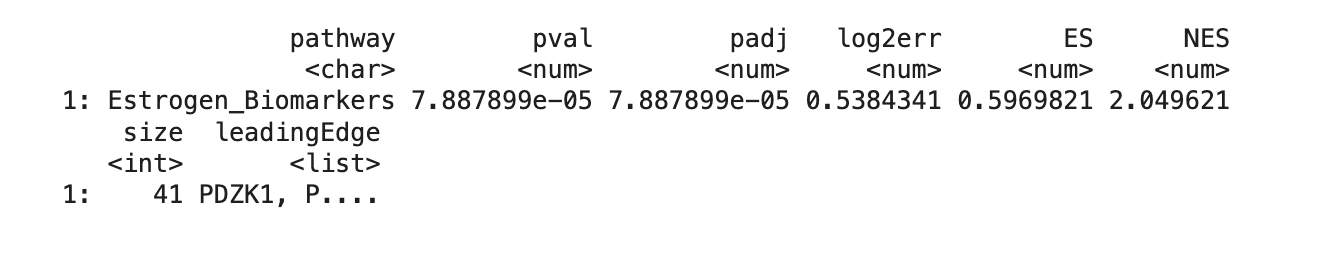 pathway pval padj log2err ES NES
<char> <num> <num> <num> <num> <num>
1: Estrogen_Biomarkers 7.887899e-05 7.887899e-05 0.5384341 0.5969821 2.049621
size leadingEdge
<int> <list>
1: 41 PDZK1, P....